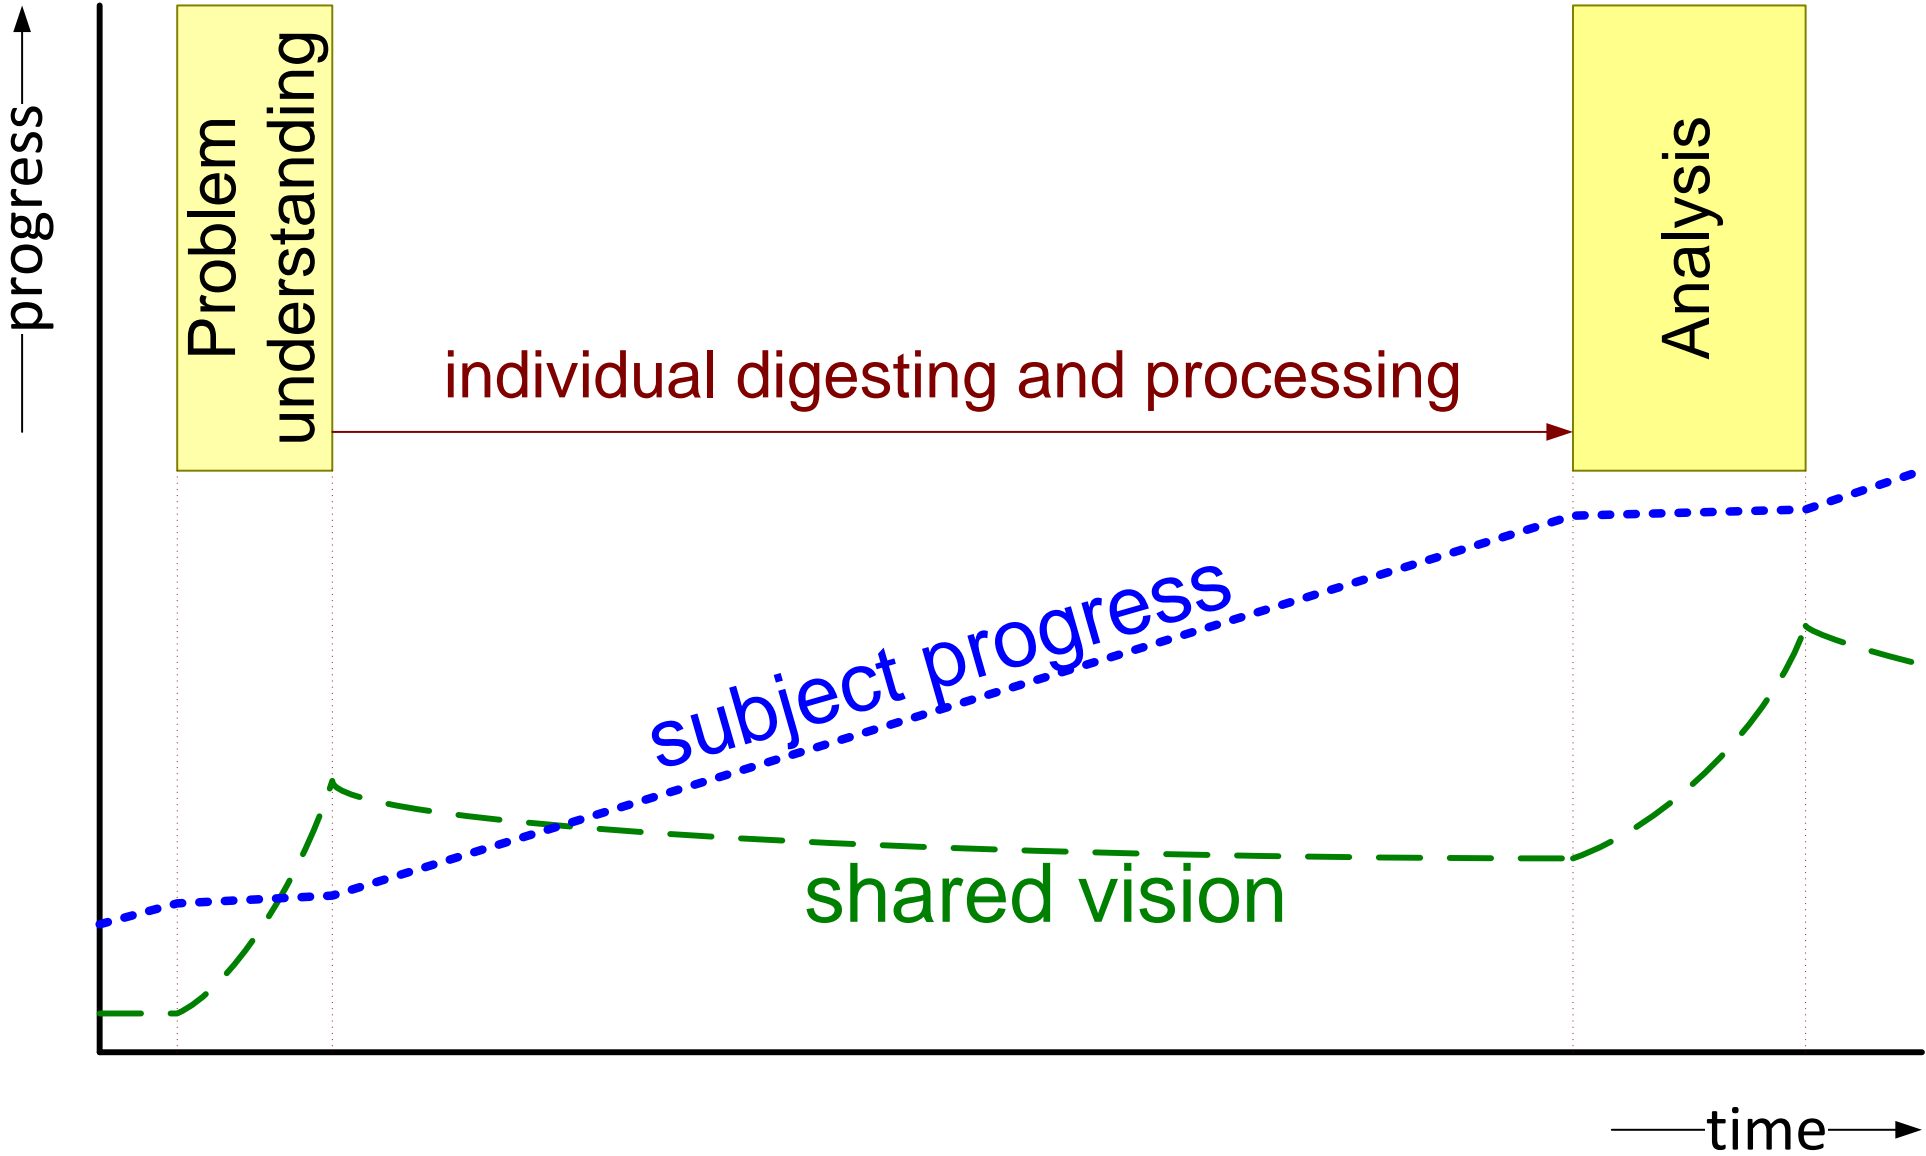 progress
Problem
understanding
Analysis
individual digesting and processing
subject progress
shared vision
time